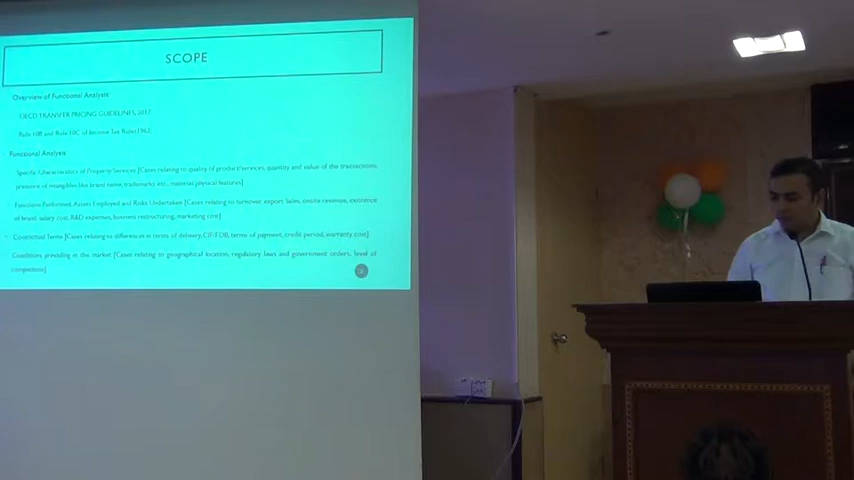 SCOPE
Overview of Functional Analysis
OECD TRANSFER PRICING GUIDELINES, 2017
Rule 10B and Rule 10C of Income Tax Rules, 1962
Functional Analysis
Specific Characteristics of Property/Services [Cases relating to quality of product/services, quantity and value of the transactions,
presence of intangibles like brand name, trademarks etc., material physical features]
Functions Performed, Assets Employed and Risks Undertaken [Cases relating to turnover, export Sales, onsite revenue, existence
of brand, salary cost, R&D expenses, business restructuring, marketing cost]
Contractual Terms [Cases relating to differences in terms of delivery, CIF/FOB, terms of payment, credit period, warranty cost]
Conditions prevailing in the market [Cases relating to geographical location, regulatory laws and government orders, level of
competition]